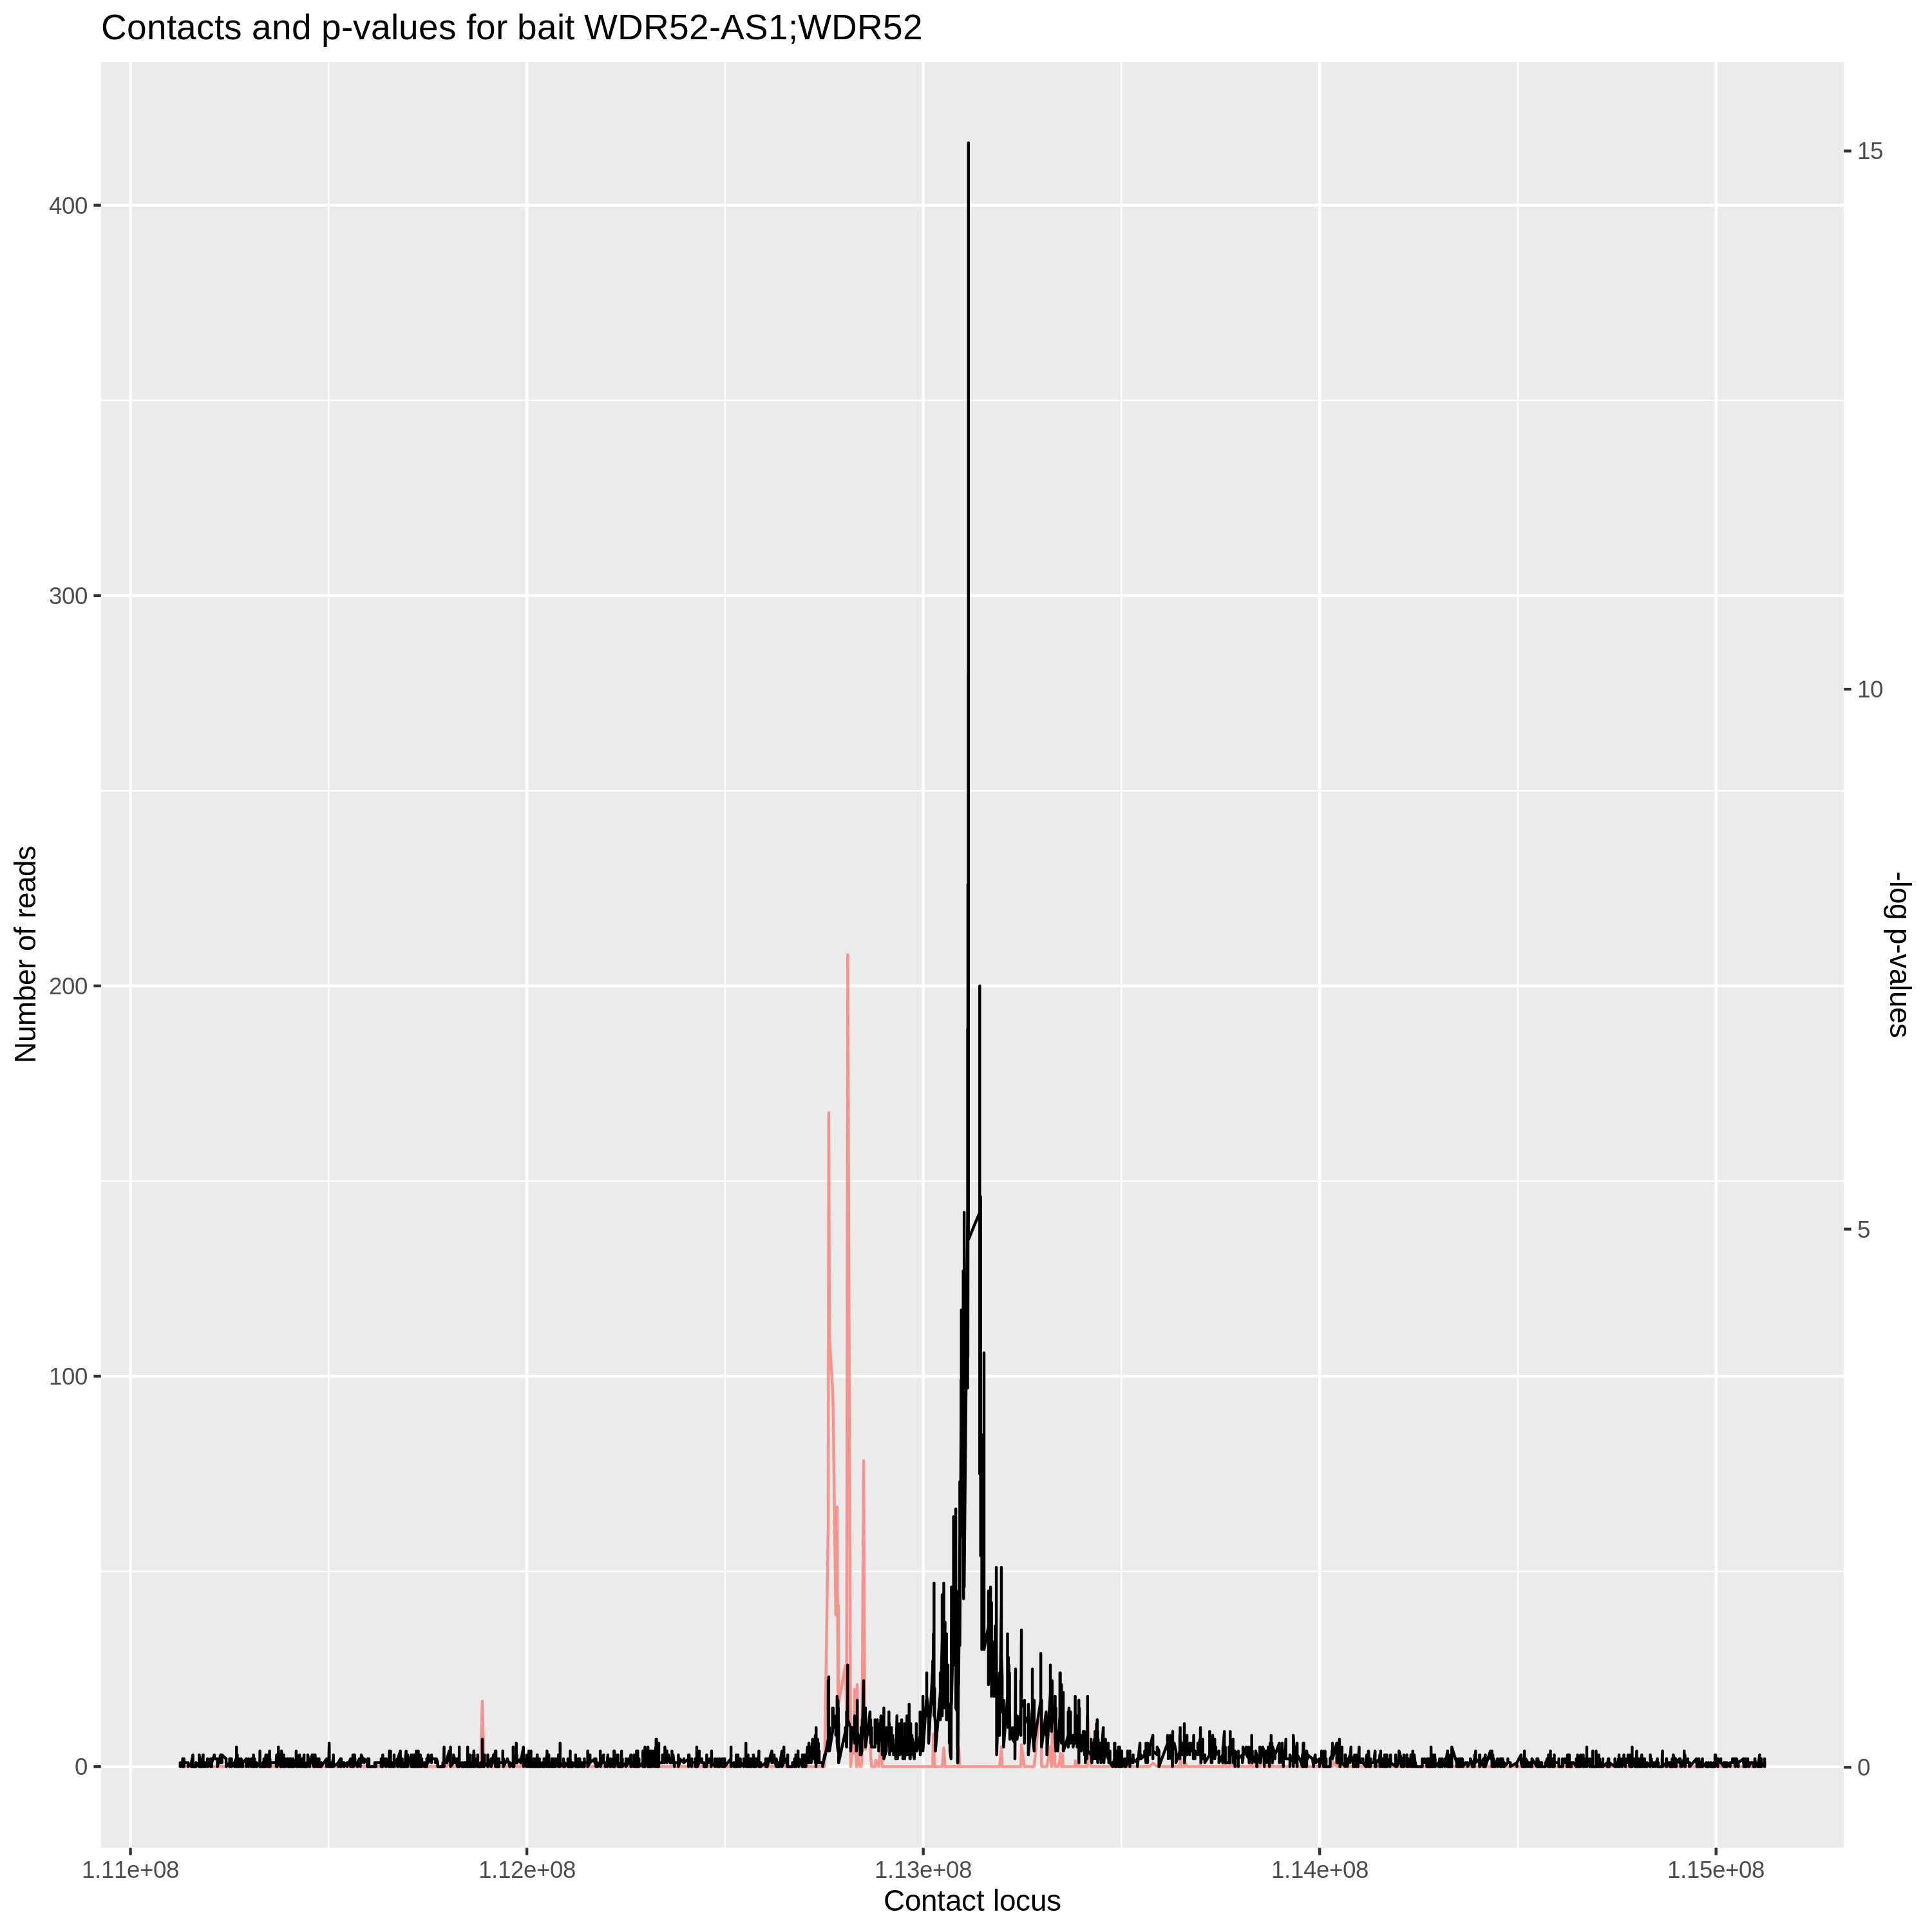 Contacts and p-values for bait WDR52-AS1;WDR52
400
300
200
100
0
Number of reads
15
10
5
0
-log p-values
1.11e+08
1.12e+08
1.13e+08
1.14e+08
1.15e+08
Contact locus